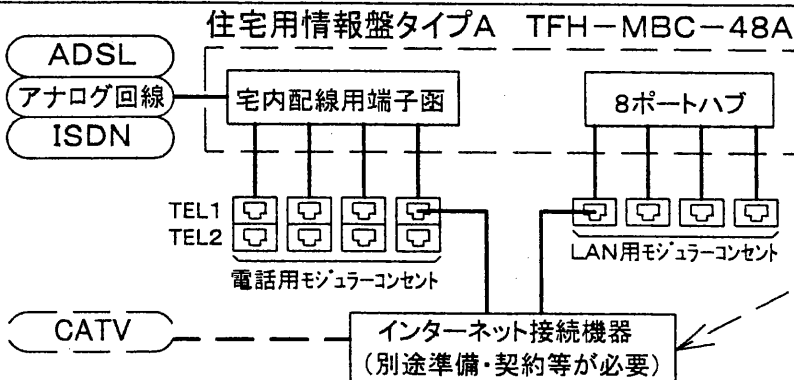 住宅用情報盤タイプA TFH-MBC-48A
ADSL
アナログ回線
ISDN
宅内配線用端子函
8ポートハブ
TEL1
TEL2
電話用モジュラーコンセント
LAN用モジュラーコンセント
CATV
インターネット接続機器
(別途準備・契約等が必要)